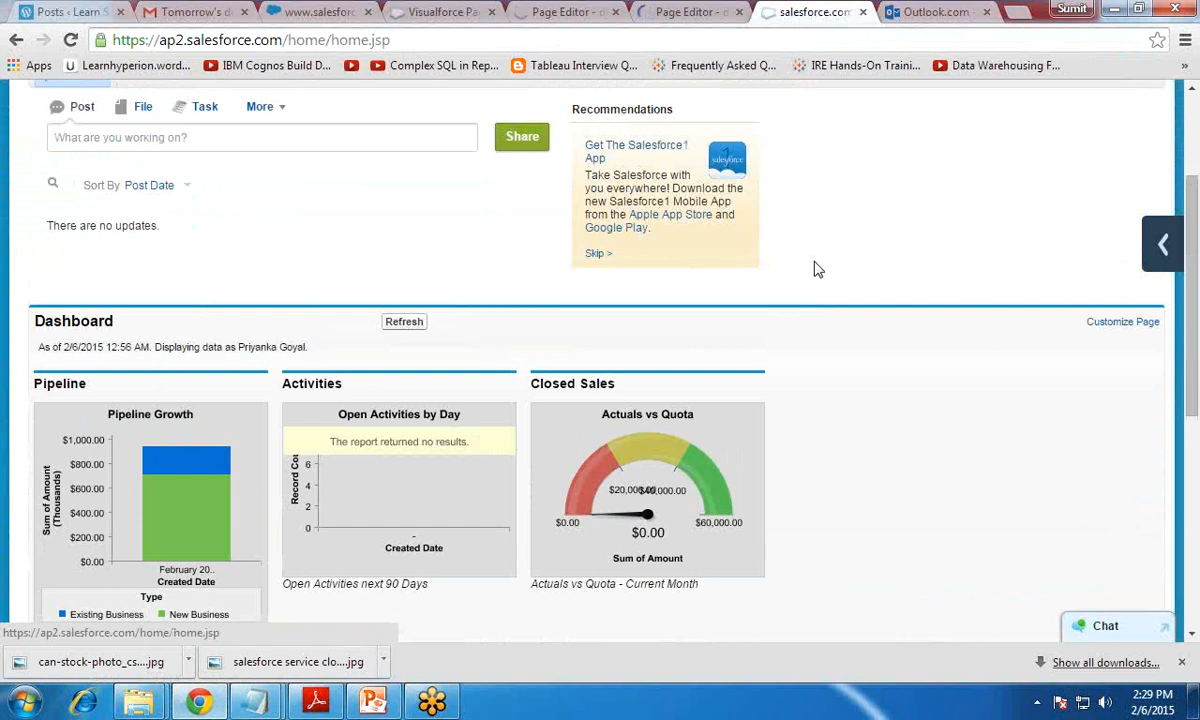 Posts ‹ Learn S
Tomorrow's d
www.salesfor
Visualforce Pa
Page Editor - d
Page Editor - d
salesforce.com
Outlook.com
Sumit
https://ap2.salesforce.com/home/home.jsp
Apps
Learnhyperion.word...
IBM Cognos Build D...
Complex SQL in Rep...
Tableau Interview Q...
Frequently Asked Q...
IRE Hands-On Traini...
Data Warehousing F...
»
Post
File
Task
More
Recommendations
What are you working on?
Share
Get The Salesforce1
App
salesforce
Take Salesforce with
you everywhere! Download the
new Salesforce1 Mobile App
from the Apple App Store and
Google Play.
Skip >
Sort By Post Date
There are no updates.
Dashboard
Refresh
Customize Page
As of 2/6/2015 12:56 AM. Displaying data as Priyanka Goyal.
Pipeline
Activities
Closed Sales
Pipeline Growth
$1,000.00
$800.00
$600.00
$400.00
$200.00
$0.00
Sum of Amount
(Thousands)
February 20..
Created Date
Type
Existing Business
New Business
Open Activities by Day
The report returned no results.
Record Cou
6
4
2
0
-
Created Date
Open Activities next 90 Days
Actuals vs Quota
$20,000.00
$40,000.00
$0.00
$60,000.00
$0.00
Sum of Amount
Actuals vs Quota - Current Month
Chat
https://ap2.salesforce.com/home/home.jsp
can-stock-photo_cs....jpg
salesforce service clo....jpg
Show all downloads...
2:29 PM
2/6/2015